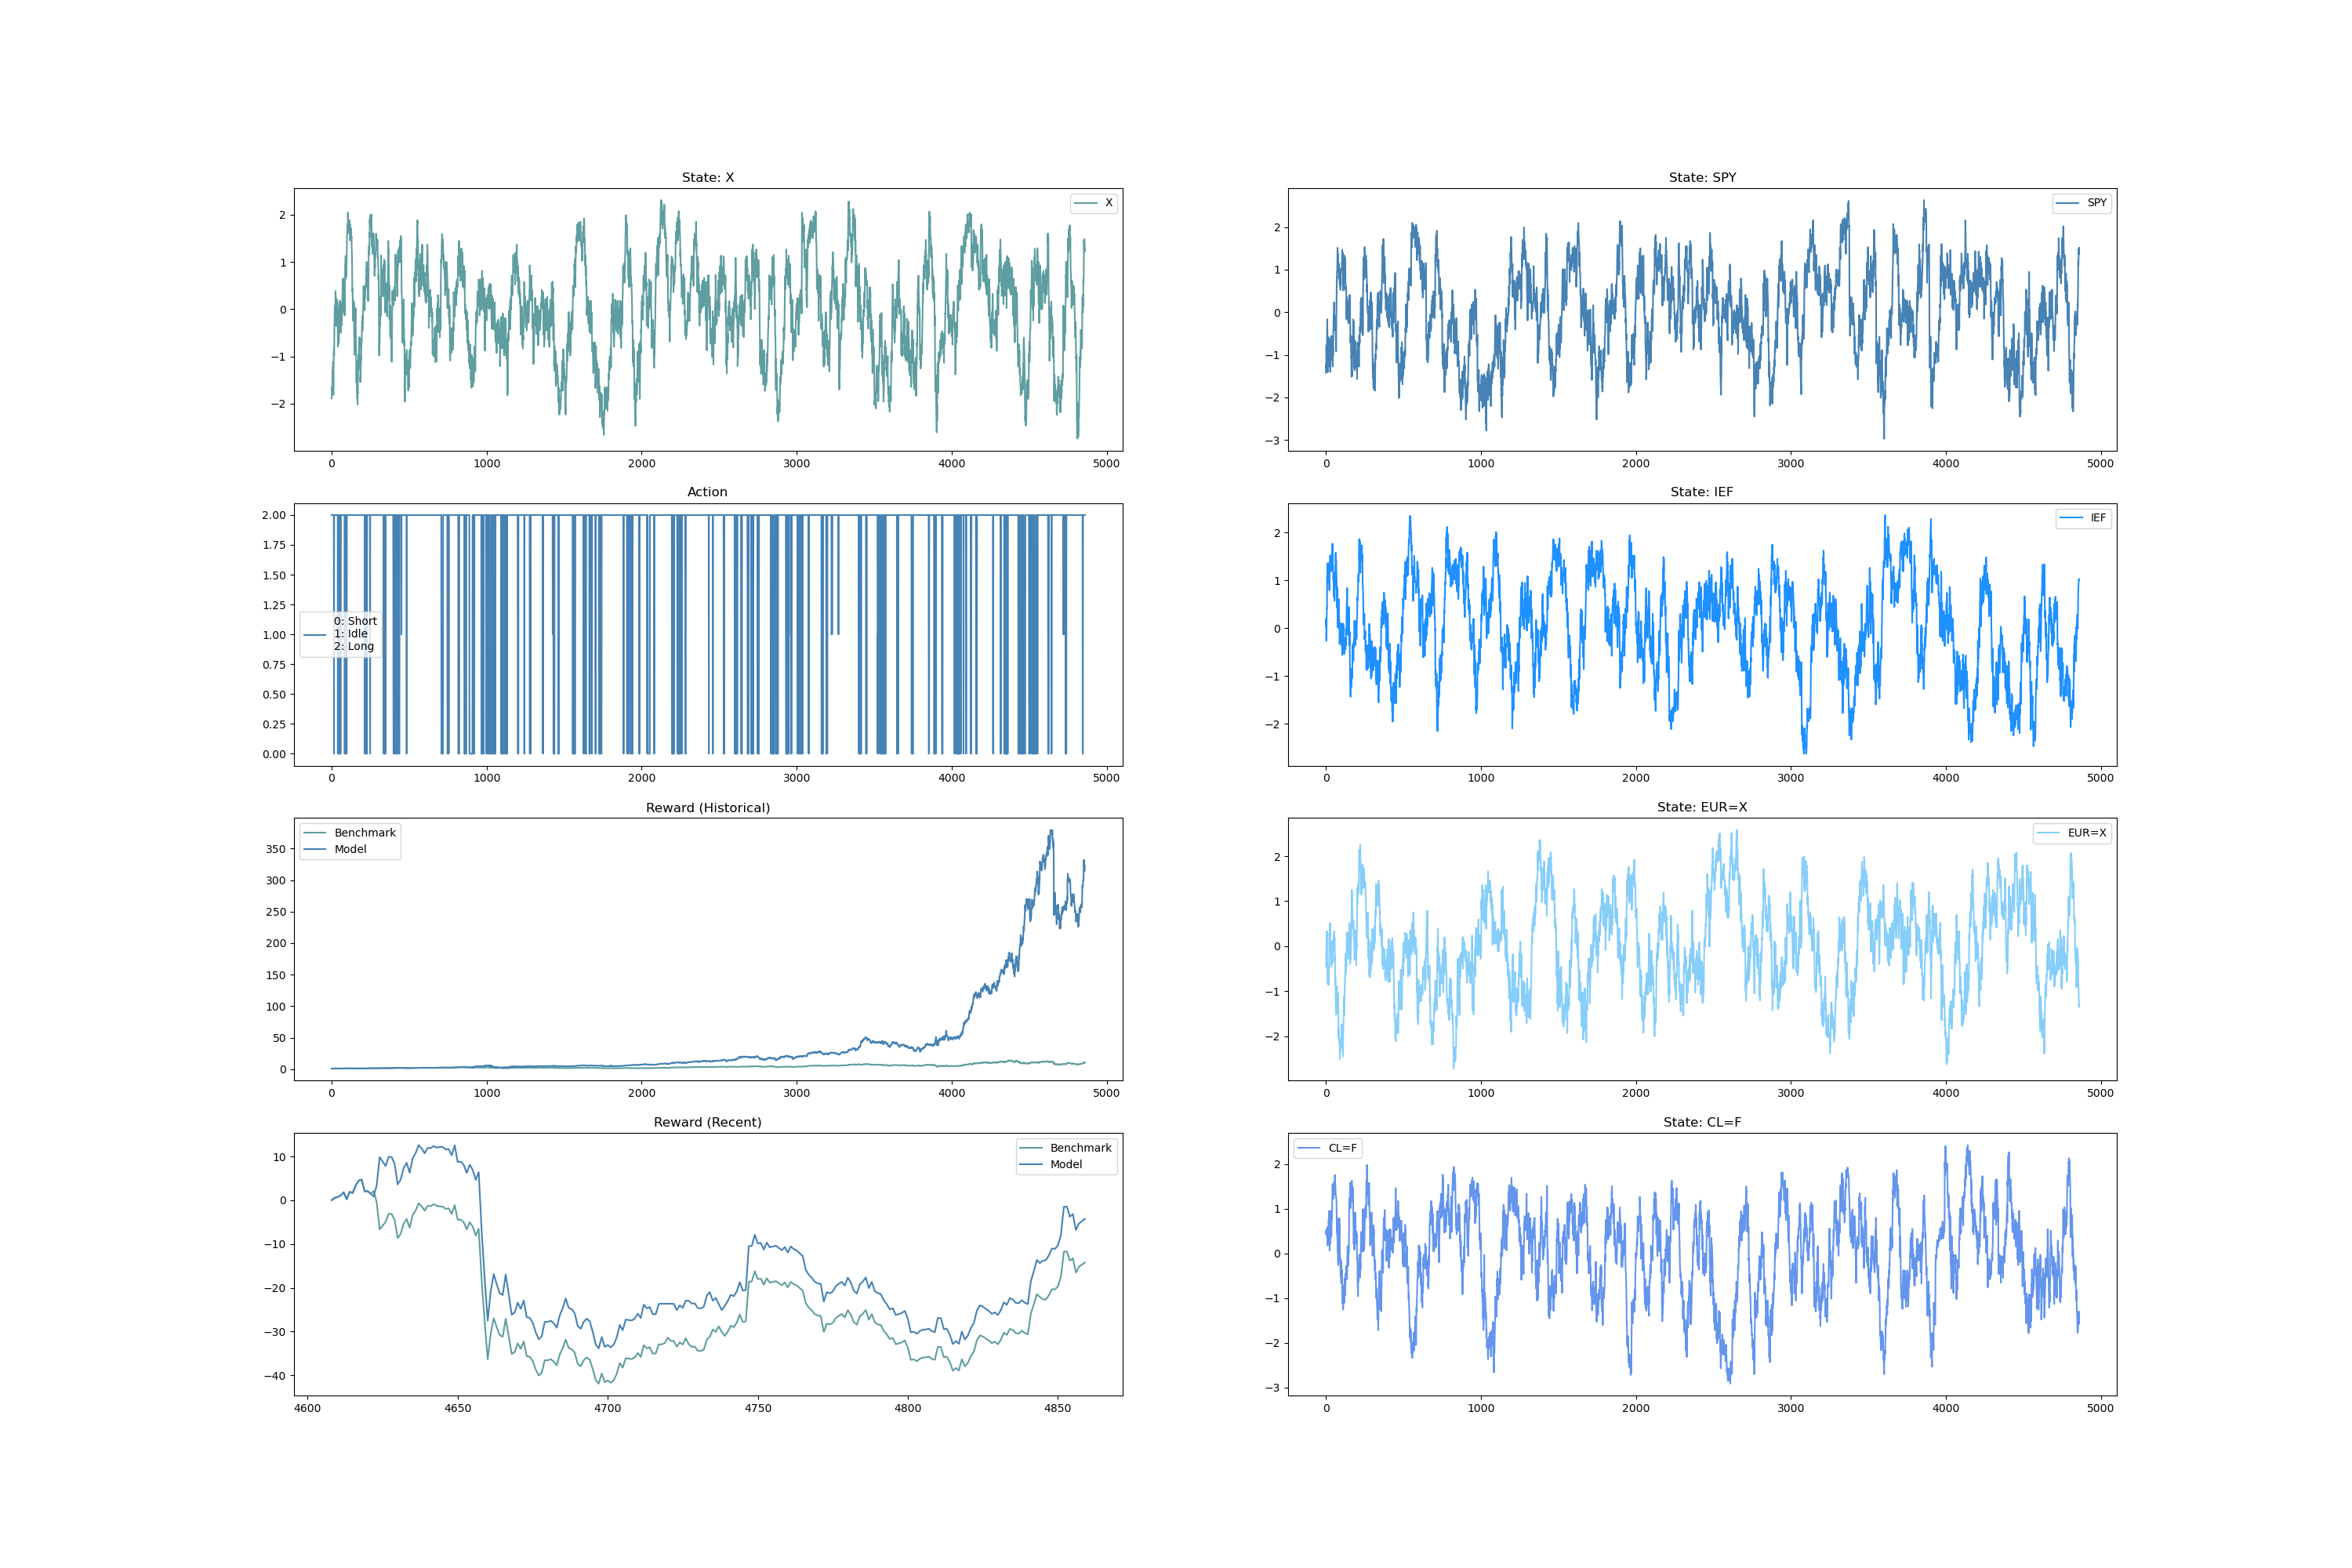 State: X
X
2
1
0
−1
−2
0 1000 2000 3000 4000 5000
Action
2.00
1.75
1.50
1.25
1.00
0.75
0.50
0.25
0.00
0: Short
1: Idle
2: Long
0 1000 2000 3000 4000 5000
Reward (Historical)
Benchmark
Model
350
300
250
200
150
100
50
0
0 1000 2000 3000 4000 5000
Reward (Recent)
Benchmark
Model
10
0
−10
−20
−30
−40
4600 4650 4700 4750 4800 4850
State: SPY
SPY
2
1
0
−1
−2
−3
0 1000 2000 3000 4000 5000
State: IEF
IEF
2
1
0
−1
−2
0 1000 2000 3000 4000 5000
State: EUR=X
EUR=X
2
1
0
−1
−2
0 1000 2000 3000 4000 5000
State: CL=F
CL=F
2
1
0
−1
−2
−3
0 1000 2000 3000 4000 5000